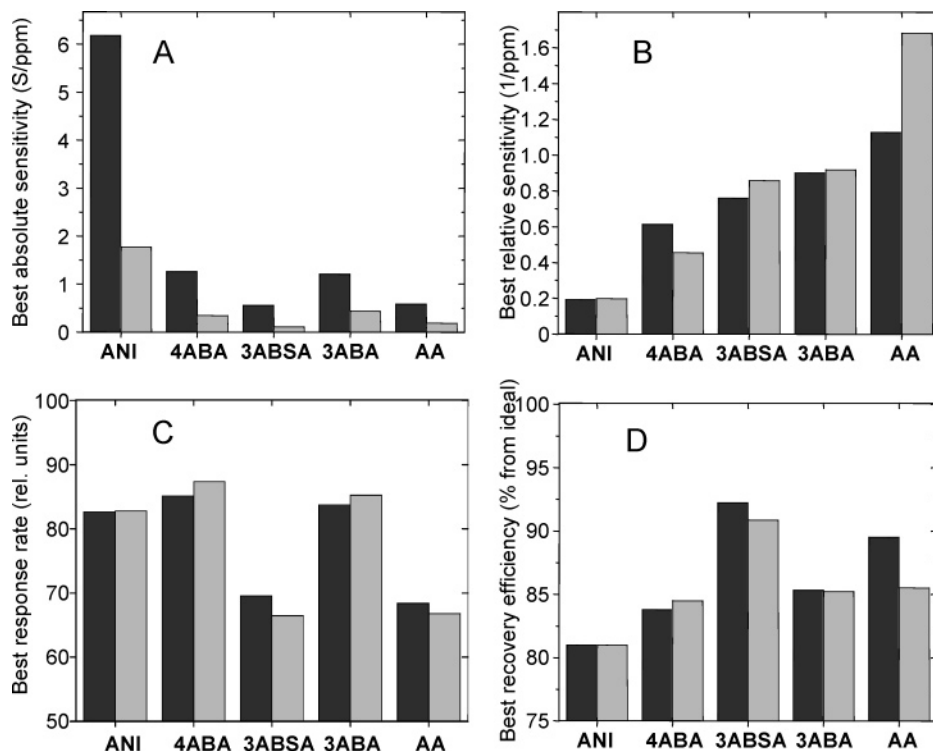 A
Best absolute sensitivity (S/ppm)
6
5
4
3
2
1
0
ANI 4ABA 3ABSA 3ABA AA
B
Best relative sensitivity (1/ppm)
1.6
1.4
1.2
1.0
0.8
0.6
0.4
0.2
0
ANI 4ABA 3ABSA 3ABA AA
C
Best response rate (rel. units)
100
90
80
70
60
50
ANI 4ABA 3ABSA 3ABA AA
D
Best recovery efficiency (% from ideal)
100
95
90
85
80
75
ANI 4ABA 3ABSA 3ABA AA